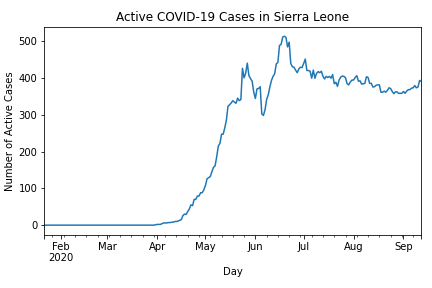 Active COVID-19 Cases in Sierra Leone
Number of Active Cases
500
400
300
200
100
0
Feb
2020
Mar
Apr
May
Jun
Jul
Aug
Sep
Day